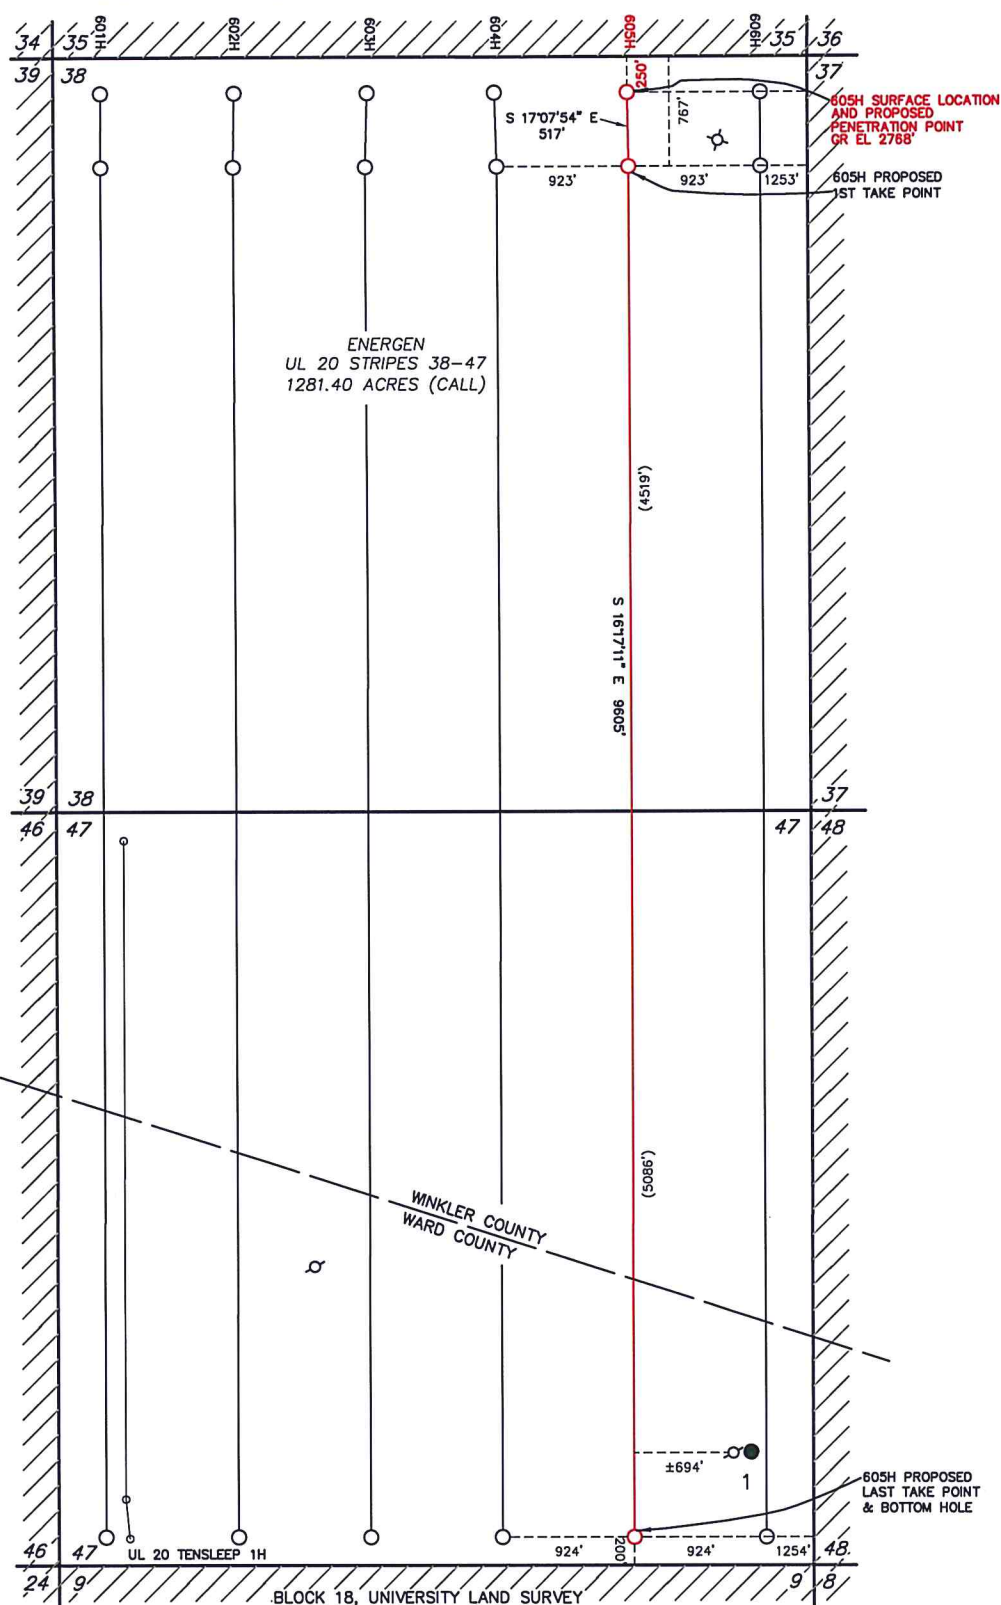 601H
602H
603H
604H
605H
606H
34
35
35
36
39
38
37
250'
605H SURFACE LOCATION
AND PROPOSED
PENETRATION POINT
GR EL 2768'
S 17°07'54" E
517'
767'
923'
923'
1253'
605H PROPOSED
1ST TAKE POINT
ENERGEN
UL 20 STRIPES 38-47
1281.40 ACRES (CALL)
(4519')
S 16°17'11" E 9605'
39
38
37
46
47
47
48
(5086')
WINKLER COUNTY
WARD COUNTY
±694'
1
605H PROPOSED
LAST TAKE POINT
& BOTTOM HOLE
46
47
UL 20 TENSLEEP 1H
924'
200'
924'
1254'
48
24
9
BLOCK 18, UNIVERSITY LAND SURVEY
9
8